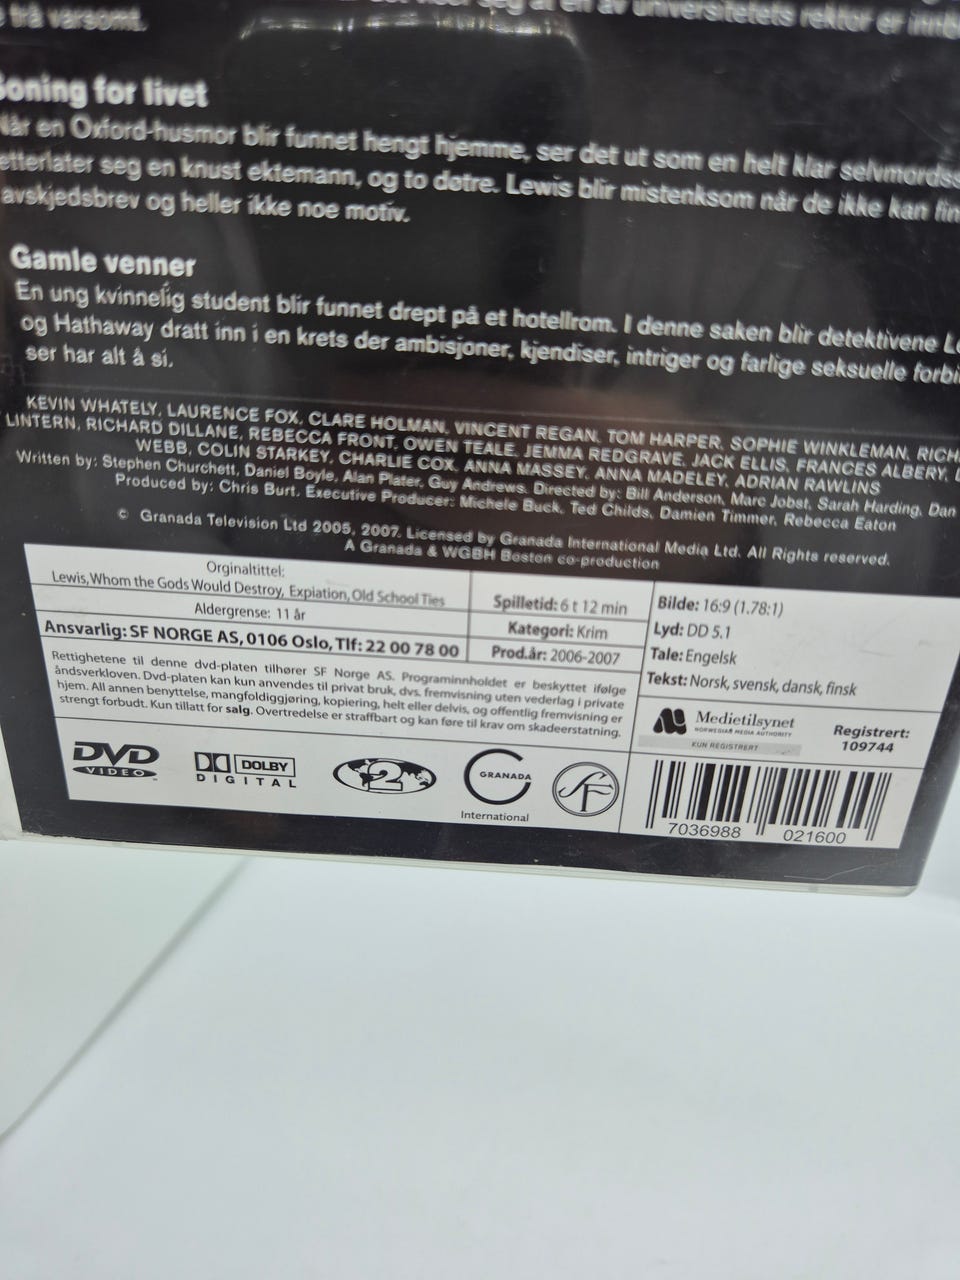 trå varsomt.
av universitetets rektor er
Soning for livet
Når en Oxford-husmor blir funnet hengt hjemme, ser det ut som en helt klar
etterlater seg en knust ektemann, og to døtre. Lewis blir mistenksom når de ikke kan
avskjedsbrev og heller ikke noe motiv.
Gamle venner
En ung kvinnelig student blir funnet drept på et hotellrom. I denne saken blir detektivene
og Hathaway dratt inn i en krets der ambisjoner, kjendiser, intriger og farlige seksuelle
ser har alt å si.
KEVIN WHATELY, LAURENCE FOX, CLARE HOLMAN, VINCENT REGAN, TOM HARPER, SOPHIE WINKLEMAN, RICH
LINTERN, RICHARD DILLANE, REBECCA FRONT, OWEN TEALE, JEMMA REDGRAVE, JACK ELLIS, FRANCES ALBERY,
WEBB, COLIN STARKEY, CHARLIE COX, ANNA MASSEY, ANNA MADELEY, ADRIAN RAWLINS
Written by: Stephen Churchett, Daniel Boyle, Alan Plater, Guy Andrews. Directed by: Bill Anderson, Marc Jobst, Sarah Harding, Dan
Produced by: Chris Burt. Executive Producer: Michele Buck, Ted Childs, Damien Timmer, Rebecca Eaton
© Granada Television Ltd 2005, 2007. Licensed by Granada International Media Ltd. All Rights reserved.
A Granada & WGBH Boston co-production
Orginaltittel:
Lewis, Whom the Gods Would Destroy, Expiation, Old School Ties
Aldergrense: 11 år
Ansvarlig: SF NORGE AS, 0106 Oslo, Tlf: 22 00 78 00
Spilletid: 6 t 12 min
Kategori: Krim
Prod.år: 2006-2007
Bilde: 16:9 (1.78:1)
Lyd: DD 5.1
Tale: Engelsk
Tekst: Norsk, svensk, dansk, finsk
Rettighetene til denne dvd-platen tilhører SF Norge AS. Programinnholdet er beskyttet ifølge
åndsverkloven. Dvd-platen kan kun anvendes til privat bruk, dvs. fremvisning uten vederlag i private
hjem. All annen benyttelse, mangfoldiggjøring, kopiering, helt eller delvis, og offentlig fremvisning er
strengt forbudt. Kun tillatt for salg. Overtredelse er straffbart og kan føre til krav om skadeerstatning.
Medietilsynet
NORWEGIAN MEDIA AUTHORITY
KUN REGISTRERT
Registrert:
109744
DVD
VIDEO
DOLBY
DIGITAL
2
GRANADA
International
SF
7036988 021600